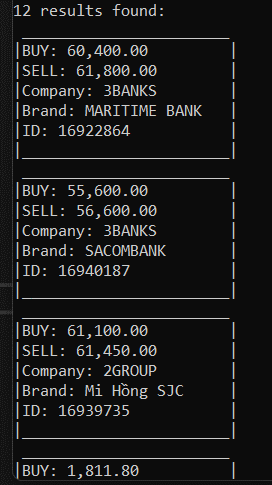 12 results found:
BUY: 60,400.00
SELL: 61,800.00
Company: 3BANKS
Brand: MARITIME BANK
ID: 16922864
BUY: 55,600.00
SELL: 56,600.00
Company: 3BANKS
Brand: SACOMBANK
ID: 16940187
BUY: 61,100.00
SELL: 61,450.00
Company: 2GROUP
Brand: Mi Hồng SJC
ID: 16939735
BUY: 1,811.80